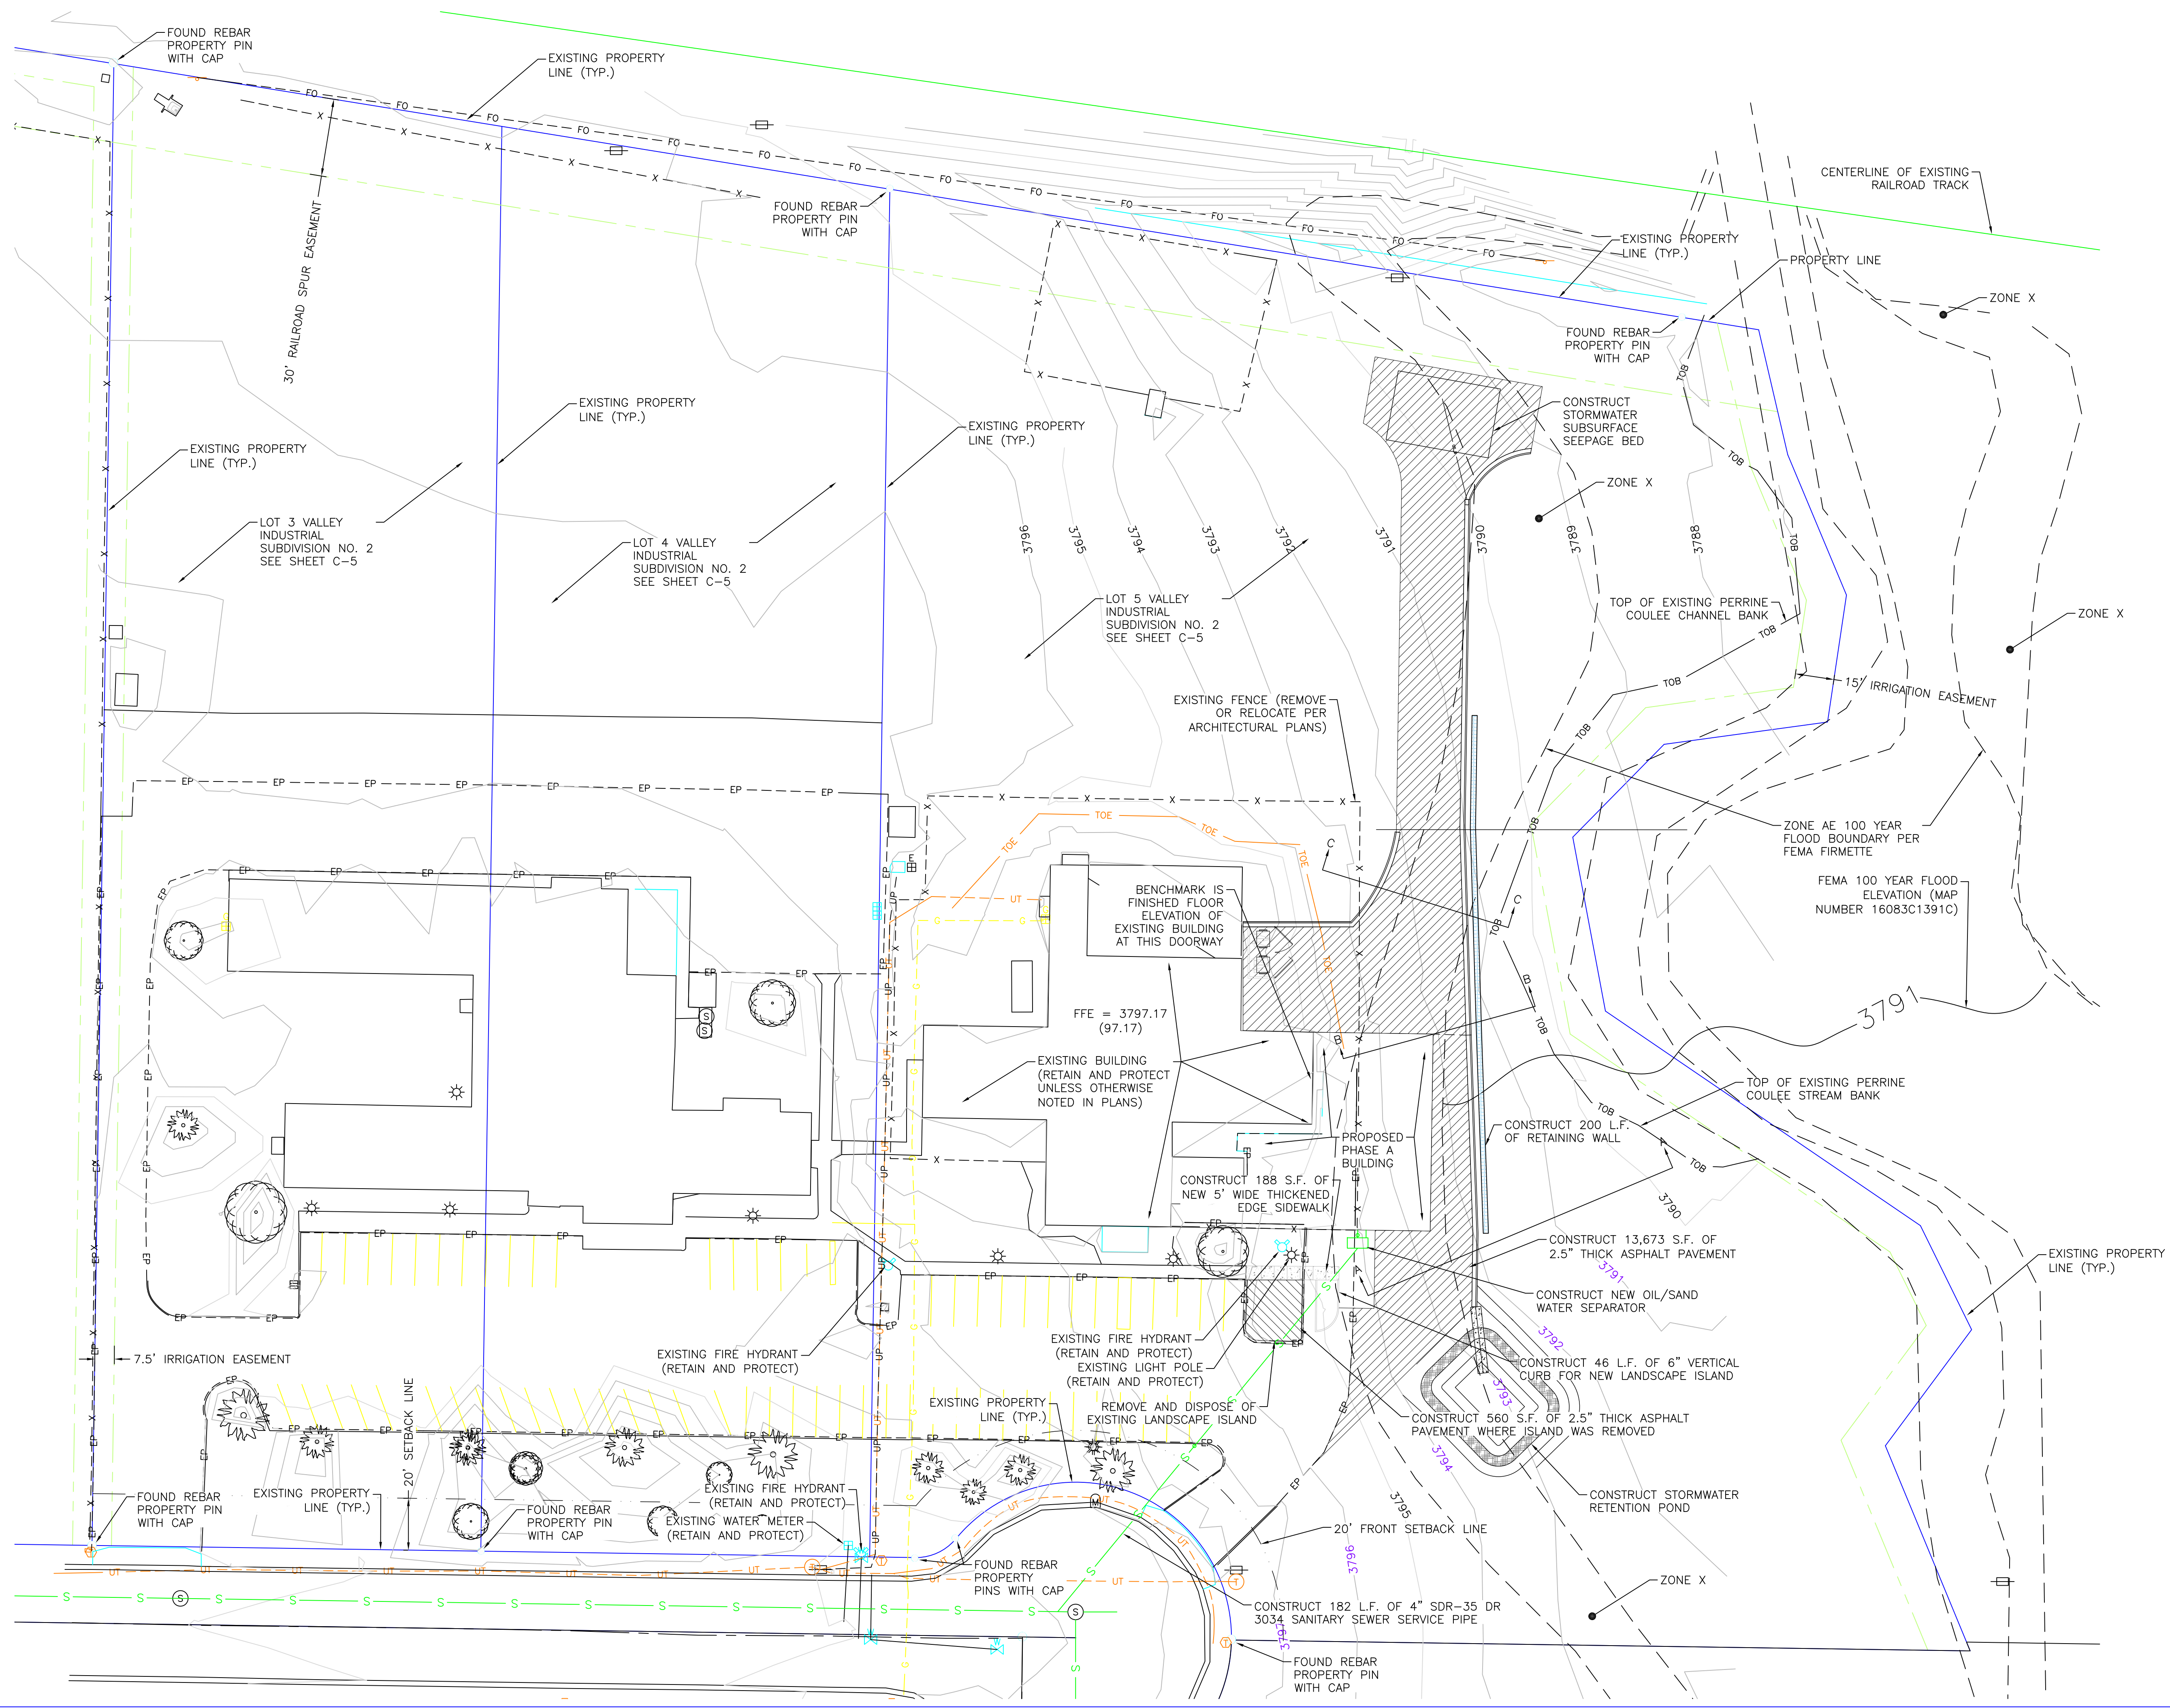 FOUND REBAR
PROPERTY PIN
WITH CAP
EXISTING PROPERTY
LINE (TYP.)
CENTERLINE OF EXISTING
RAILROAD TRACK
30' RAILROAD SPUR EASEMENT
FOUND REBAR
PROPERTY PIN
WITH CAP
EXISTING PROPERTY
LINE (TYP.)
PROPERTY LINE
ZONE X
FOUND REBAR
PROPERTY PIN
WITH CAP
EXISTING PROPERTY
LINE (TYP.)
EXISTING PROPERTY
LINE (TYP.)
EXISTING PROPERTY
LINE (TYP.)
CONSTRUCT
STORMWATER
SUBSURFACE
SEEPAGE BED
ZONE X
LOT 3 VALLEY
INDUSTRIAL
SUBDIVISION NO. 2
SEE SHEET C-5
LOT 4 VALLEY
INDUSTRIAL
SUBDIVISION NO. 2
SEE SHEET C-5
3796
3795
3794
3793
3792
3791
3790
3789
3788
LOT 5 VALLEY
INDUSTRIAL
SUBDIVISION NO. 2
SEE SHEET C-5
TOP OF EXISTING PERRINE
COULEE CHANNEL BANK
ZONE X
15' IRRIGATION EASEMENT
EXISTING FENCE (REMOVE
OR RELOCATE PER
ARCHITECTURAL PLANS)
ZONE AE 100 YEAR
FLOOD BOUNDARY PER
FEMA FIRMETTE
FEMA 100 YEAR FLOOD
ELEVATION (MAP
NUMBER 16083C1391C)
BENCHMARK IS
FINISHED FLOOR
ELEVATION OF
EXISTING BUILDING
AT THIS DOORWAY
C
C
B
B
3791
FFE = 3797.17
(97.17)
EXISTING BUILDING
(RETAIN AND PROTECT
UNLESS OTHERWISE
NOTED IN PLANS)
TOP OF EXISTING PERRINE
COULEE STREAM BANK
CONSTRUCT 200 L.F.
OF RETAINING WALL
PROPOSED
PHASE A
BUILDING
A
A
3790
CONSTRUCT 188 S.F. OF
NEW 5' WIDE THICKENED
EDGE SIDEWALK
CONSTRUCT 13,673 S.F. OF
2.5" THICK ASPHALT PAVEMENT
EXISTING PROPERTY
LINE (TYP.)
3791
CONSTRUCT NEW OIL/SAND
WATER SEPARATOR
3792
7.5' IRRIGATION EASEMENT
EXISTING FIRE HYDRANT
(RETAIN AND PROTECT)
EXISTING FIRE HYDRANT
(RETAIN AND PROTECT)
EXISTING LIGHT POLE
(RETAIN AND PROTECT)
CONSTRUCT 46 L.F. OF 6" VERTICAL
CURB FOR NEW LANDSCAPE ISLAND
3793
20' SETBACK LINE
EXISTING PROPERTY
LINE (TYP.)
REMOVE AND DISPOSE OF
EXISTING LANDSCAPE ISLAND
CONSTRUCT 560 S.F. OF 2.5" THICK ASPHALT
PAVEMENT WHERE ISLAND WAS REMOVED
3794
3795
CONSTRUCT STORMWATER
RETENTION POND
FOUND REBAR
PROPERTY PIN
WITH CAP
EXISTING PROPERTY
LINE (TYP.)
FOUND REBAR
PROPERTY PIN
WITH CAP
EXISTING FIRE HYDRANT
(RETAIN AND PROTECT)
EXISTING WATER METER
(RETAIN AND PROTECT)
20' FRONT SETBACK LINE
3796
FOUND REBAR
PROPERTY
PINS WITH CAP
ZONE X
CONSTRUCT 182 L.F. OF 4" SDR-35 DR
3034 SANITARY SEWER SERVICE PIPE
3797
FOUND REBAR
PROPERTY PIN
WITH CAP